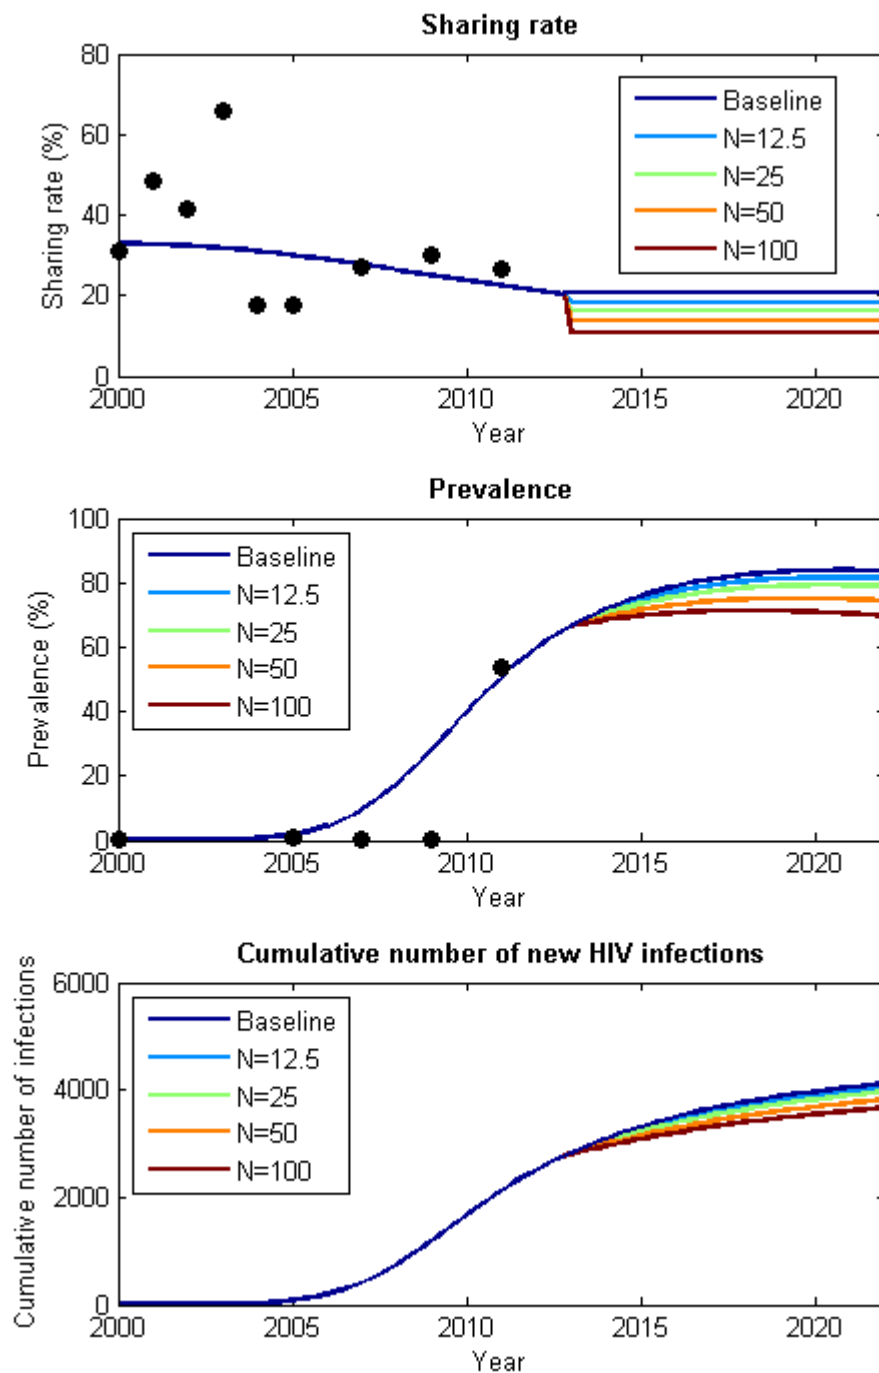 Sharing rate
80
60
40
20
0
Sharing rate (%)
Baseline
N=12.5
N=25
N=50
N=100
2000 2005 2010 2015 2020
Year
Prevalence
100
80
60
40
20
0
Prevalence (%)
Baseline
N=12.5
N=25
N=50
N=100
2000 2005 2010 2015 2020
Year
Cumulative number of new HIV infections
6000
4000
2000
0
Cumulative number of infections
Baseline
N=12.5
N=25
N=50
N=100
2000 2005 2010 2015 2020
Year